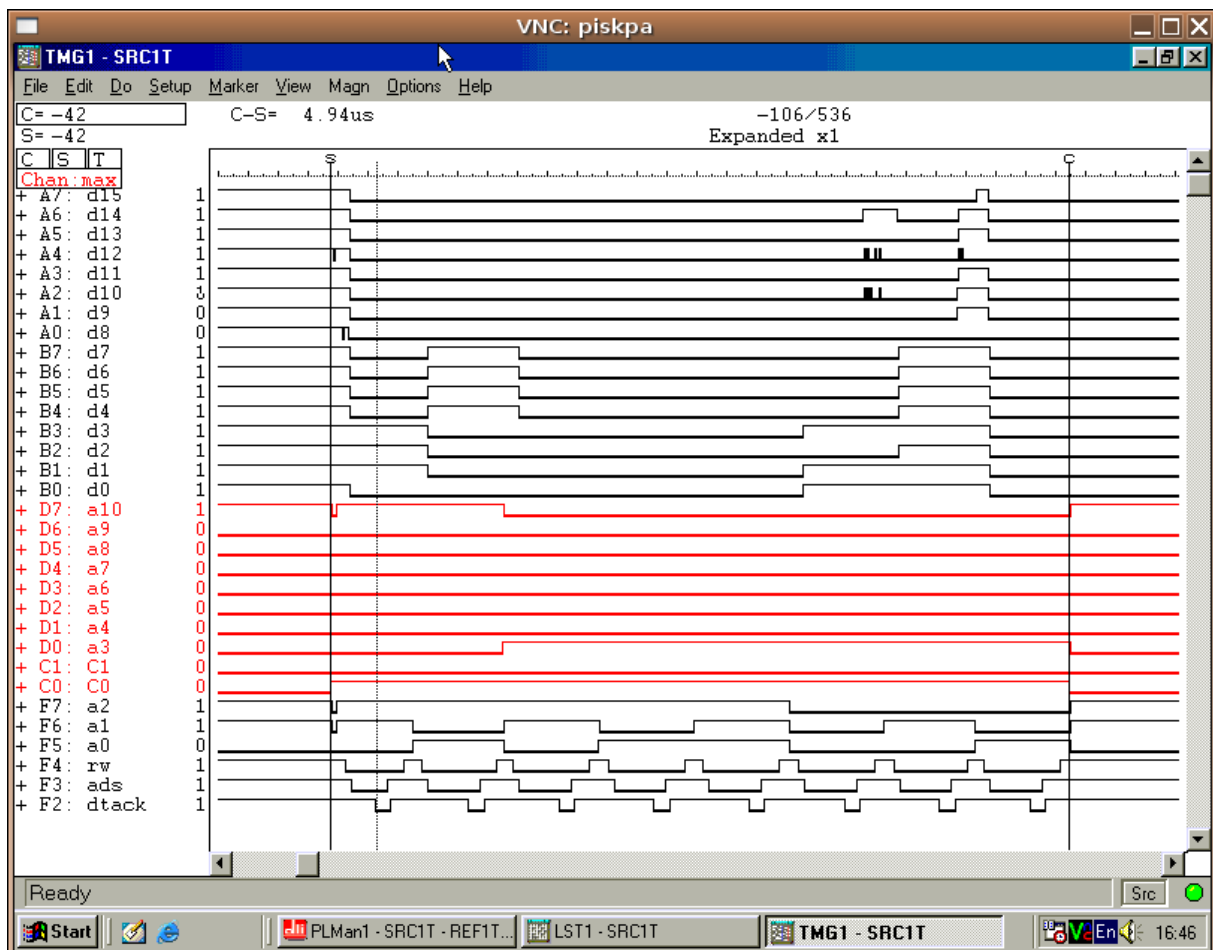 VNC: piskpa
TMG1 - SRC1T
File Edit Do Setup Marker View Magn Options Help
C= -42 C-S= 4.94us -106/536
S= -42 Expanded x1
C S T S C
Chan:max
+ A7: d15 1
+ A6: d14 1
+ A5: d13 1
+ A4: d12 1
+ A3: d11 1
+ A2: d10
+ A1: d9 0
+ A0: d8 0
+ B7: d7 1
+ B6: d6 1
+ B5: d5 1
+ B4: d4 1
+ B3: d3 1
+ B2: d2 1
+ B1: d1 1
+ B0: d0 1
+ D7: a10 1
+ D6: a9 0
+ D5: a8 0
+ D4: a7 0
+ D3: a6 0
+ D2: a5 0
+ D1: a4 0
+ D0: a3 0
+ C1: C1 0
+ C0: C0 0
+ F7: a2 1
+ F6: a1 1
+ F5: a0 0
+ F4: rw 1
+ F3: ads 1
+ F2: dtack 1
Ready Src
Start PLMan1 - SRC1T - REF1T... LST1 - SRC1T TMG1 - SRC1T En 16:46